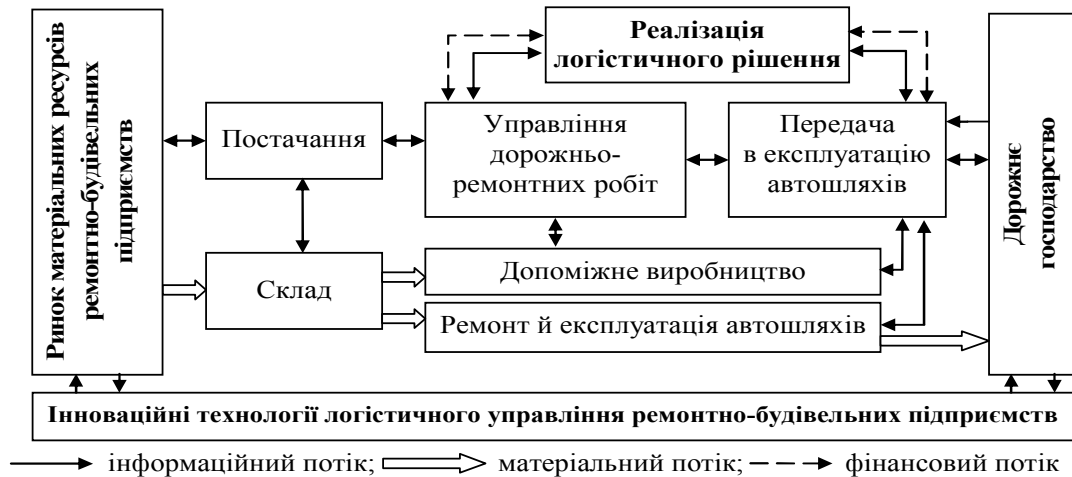 Ринок матеріальних ресурсів
ремонтно-будівельних
підприємств
Реалізація
логістичного рішення
Постачання
Управління
дорожньо-
ремонтних робіт
Передача
в експлуатацію
автошляхів
Склад
Допоміжне виробництво
Ремонт й експлуатація автошляхів
Дорожнє
господарство
Інноваційні технології логістичного управління ремонтно-будівельних підприємств
інформаційний потік; матеріальний потік; фінансовий потік